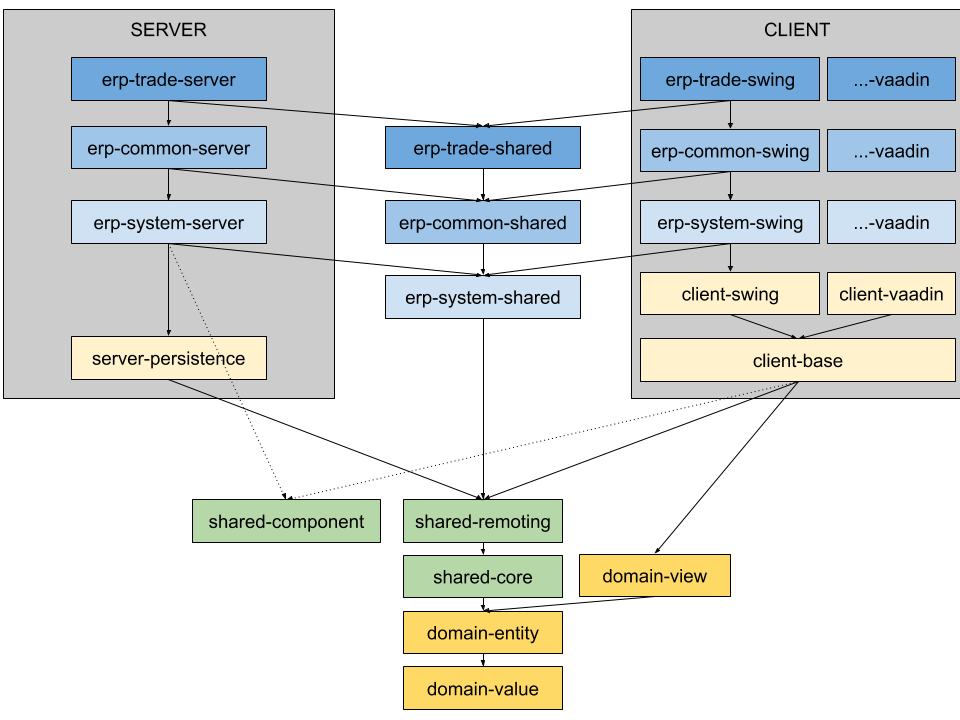 SERVER
CLIENT
erp-trade-server
erp-trade-swing
...-vaadin
erp-common-server
erp-trade-shared
erp-common-swing
...-vaadin
erp-system-server
erp-common-shared
erp-system-swing
...-vaadin
erp-system-shared
client-swing
client-vaadin
server-persistence
client-base
shared-component
shared-remoting
shared-core
domain-view
domain-entity
domain-value